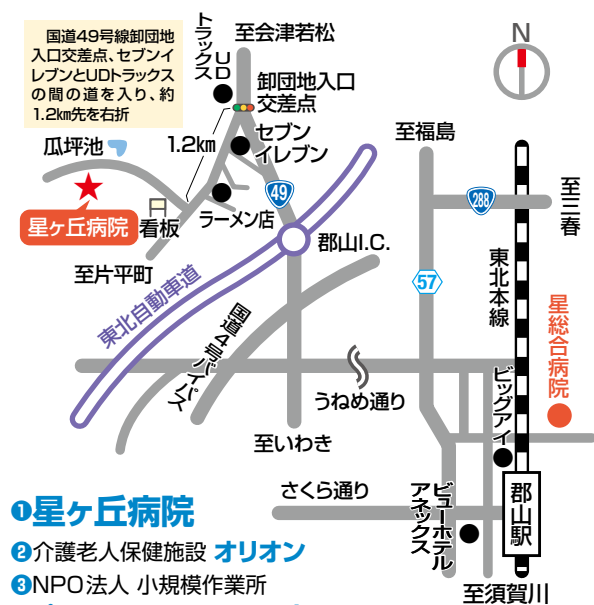 国道49号線卸団地
入口交差点、セブンイ
レブンとUDトラックス
の間の道を入り、約
1.2km先を右折
UD
トラックス
至会津若松
卸団地入口
交差点
N
瓜坪池
1.2km
セブン
イレブン
至福島
49
288
至三春
星ヶ丘病院
看板
ラーメン店
郡山I.C.
至片平町
東北自動車道
57
東北本線
国道4号バイパス
星総合病院
うねめ通り
ビッグアイ
至いわき
さくら通り
ビューホテル
アネックス
郡山駅
至須賀川
❶星ヶ丘病院
❷介護老人保健施設 オリオン
❸NPO法人 小規模作業所